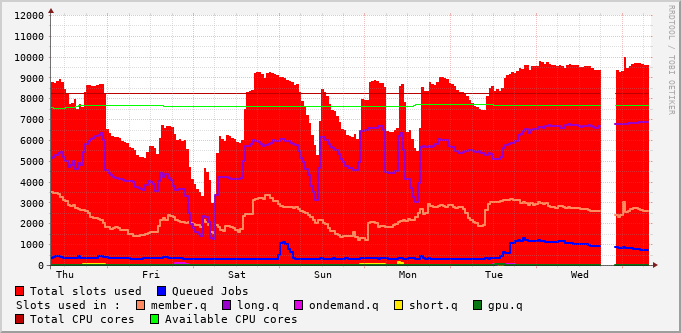 12000
11000
10000
9000
8000
7000
6000
5000
4000
3000
2000
1000
0
Thu Fri Sat Sun Mon Tue Wed
RRDTOOL / TOBI OETIKER
Total slots used Queued Jobs
Slots used in : member.q long.q ondemand.q short.q gpu.q
Total CPU cores Available CPU cores